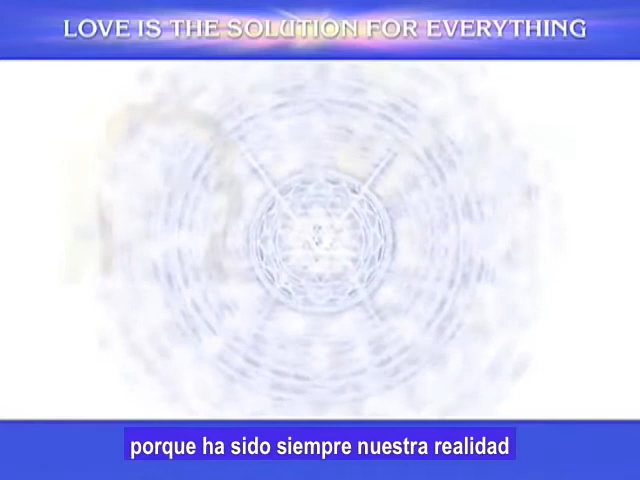 LOVE IS THE SOLUTION FOR EVERYTHING
porque ha sido siempre nuestra realidad